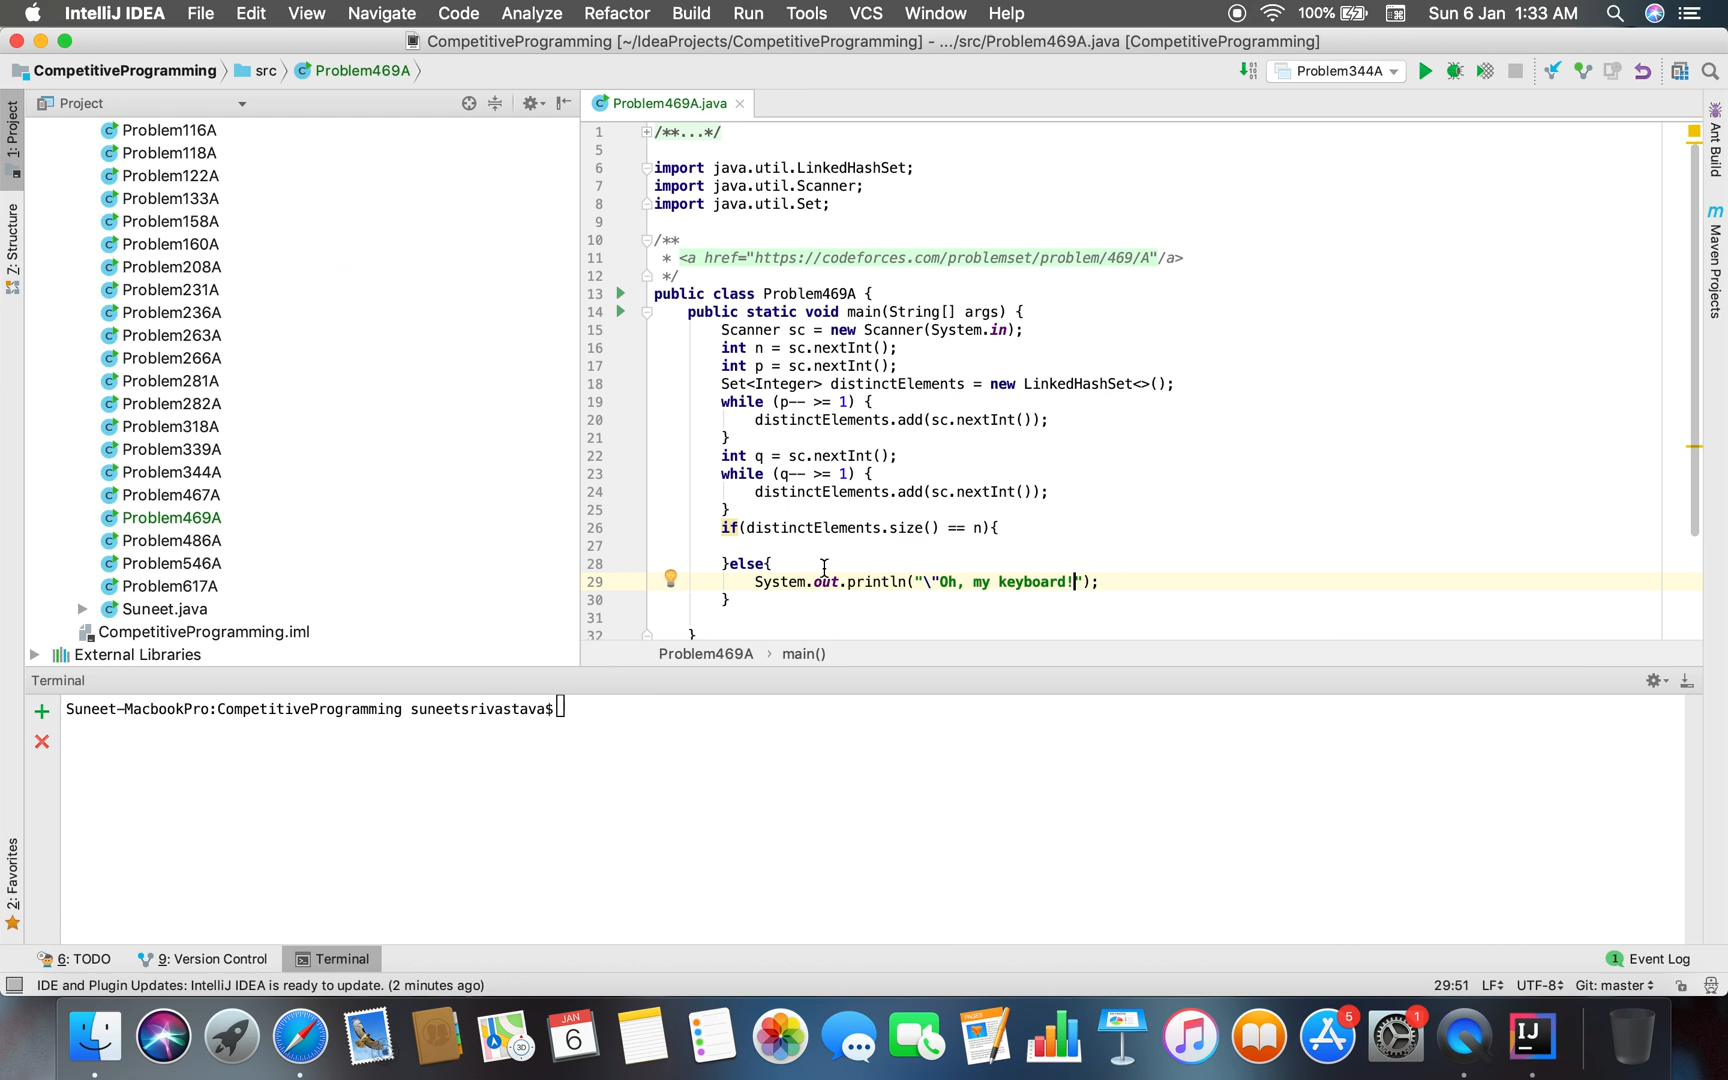 IntelliJ IDEA File Edit View Navigate Code Analyze Refactor Build Run Tools VCS Window Help 100% Sun 6 Jan 1:33 AM
CompetitiveProgramming [~/IdeaProjects/CompetitiveProgramming] - .../src/Problem469A.java [CompetitiveProgramming]
CompetitiveProgramming src Problem469A Problem344A
1: Project
Z: Structure
2: Favorites
Project
Problem116A
Problem118A
Problem122A
Problem133A
Problem158A
Problem160A
Problem208A
Problem231A
Problem236A
Problem263A
Problem266A
Problem281A
Problem282A
Problem318A
Problem339A
Problem344A
Problem467A
Problem469A
Problem486A
Problem546A
Problem617A
Suneet.java
CompetitiveProgramming.iml
External Libraries
Problem469A.java
1 /**...*/
5
6 import java.util.LinkedHashSet;
7 import java.util.Scanner;
8 import java.util.Set;
9
10 /**
11 * <a href="https://codeforces.com/problemset/problem/469/A"/a>
12 */
13 public class Problem469A {
14 public static void main(String[] args) {
15 Scanner sc = new Scanner(System.in);
16 int n = sc.nextInt();
17 int p = sc.nextInt();
18 Set<Integer> distinctElements = new LinkedHashSet<>();
19 while (p-- >= 1) {
20 distinctElements.add(sc.nextInt());
21 }
22 int q = sc.nextInt();
23 while (q-- >= 1) {
24 distinctElements.add(sc.nextInt());
25 }
26 if(distinctElements.size() == n){
27
28 }else{
29 System.out.println("\"Oh, my keyboard!");
30 }
31
32 }
Problem469A main()
Ant Build
Maven Projects
Terminal
Suneet-MacbookPro:CompetitiveProgramming suneetsrivastava$
6: TODO 9: Version Control Terminal 1 Event Log
IDE and Plugin Updates: IntelliJ IDEA is ready to update. (2 minutes ago) 29:51 LF UTF-8 Git: master
3D JAN 6 PAGES 5 1 IJ